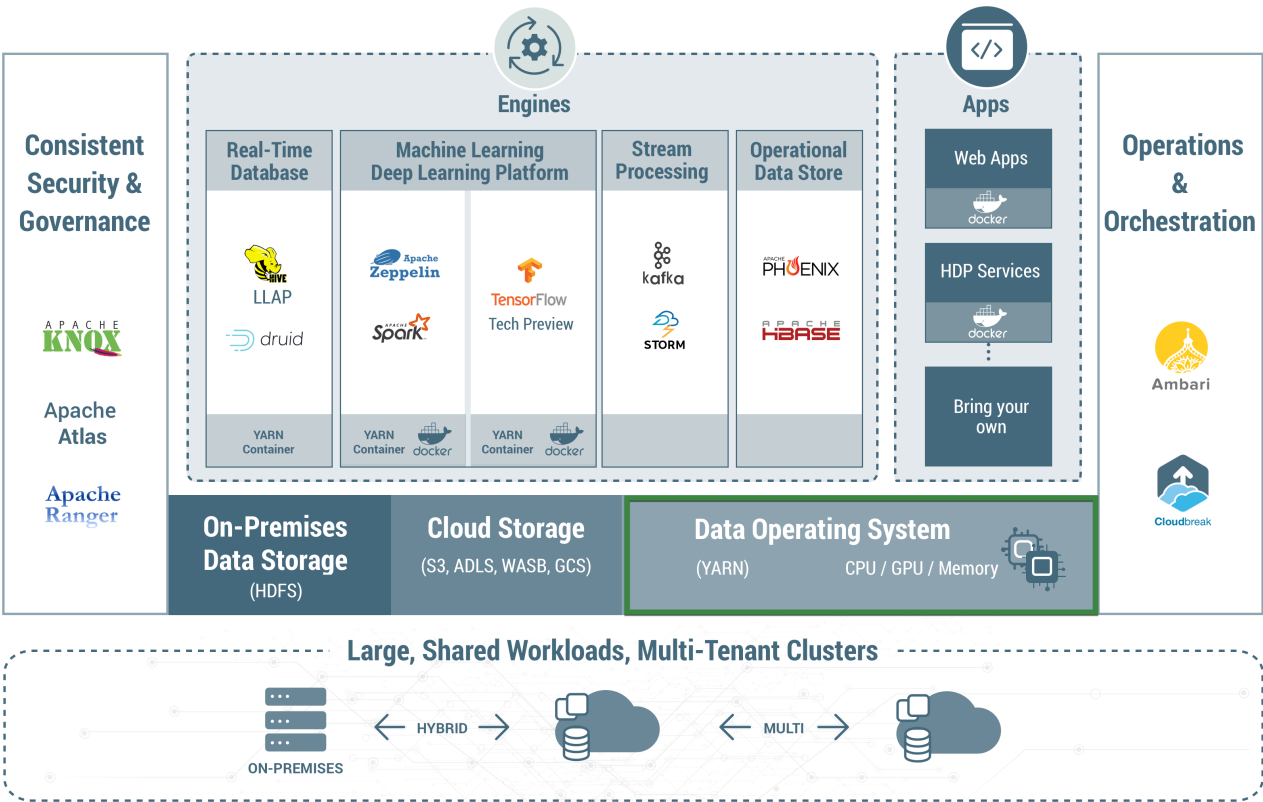 Consistent
Security &
Governance
APACHE
KNOX
Apache
Atlas
Apache
Ranger
Engines
Real-Time
Database
HIVE
LLAP
druid
YARN
Container
Machine Learning
Deep Learning Platform
Apache
Zeppelin
APACHE
Spark
YARN
Container
docker
TensorFlow
Tech Preview
YARN
Container
docker
Stream
Processing
kafka
STORM
Operational
Data Store
APACHE
PHOENIX
APACHE
HBASE
Apps
</>
Web Apps
docker
HDP Services
docker
Bring your
own
Operations
&
Orchestration
Ambari
Cloudbreak
On-Premises
Data Storage
(HDFS)
Cloud Storage
(S3, ADLS, WASB, GCS)
Data Operating System
(YARN) CPU / GPU / Memory
Large, Shared Workloads, Multi-Tenant Clusters
ON-PREMISES
HYBRID
MULTI